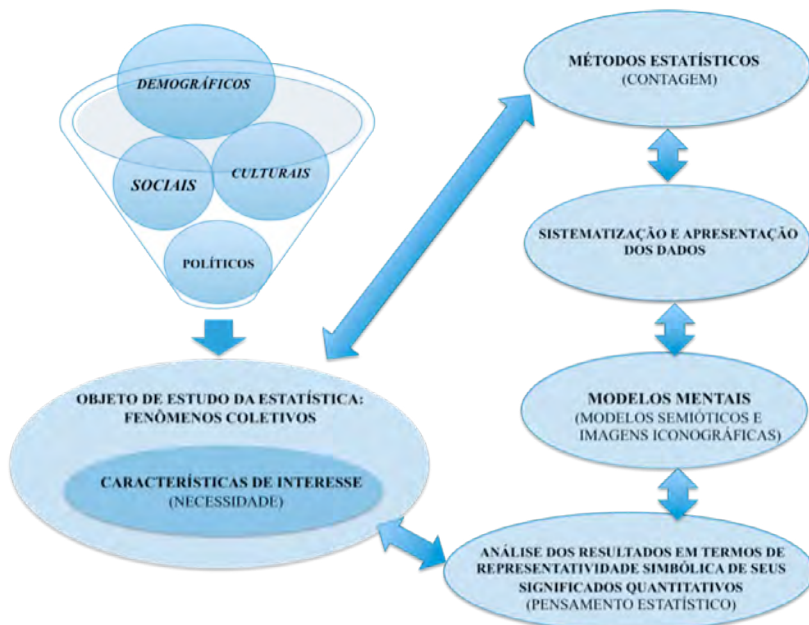 DEMOGRÁFICOS
SOCIAIS
CULTURAIS
POLÍTICOS
OBJETO DE ESTUDO DA ESTATÍSTICA:
FENÔMENOS COLETIVOS
CARACTERÍSTICAS DE INTERESSE
(NECESSIDADE)
MÉTODOS ESTATÍSTICOS
(CONTAGEM)
SISTEMATIZAÇÃO E APRESENTAÇÃO
DOS DADOS
MODELOS MENTAIS
(MODELOS SEMIÓTICOS E
IMAGENS ICONOGRÁFICAS)
ANÁLISE DOS RESULTADOS EM TERMOS DE
REPRESENTATIVIDADE SIMBÓLICA DE SEUS
SIGNIFICADOS QUANTITATIVOS
(PENSAMENTO ESTATÍSTICO)